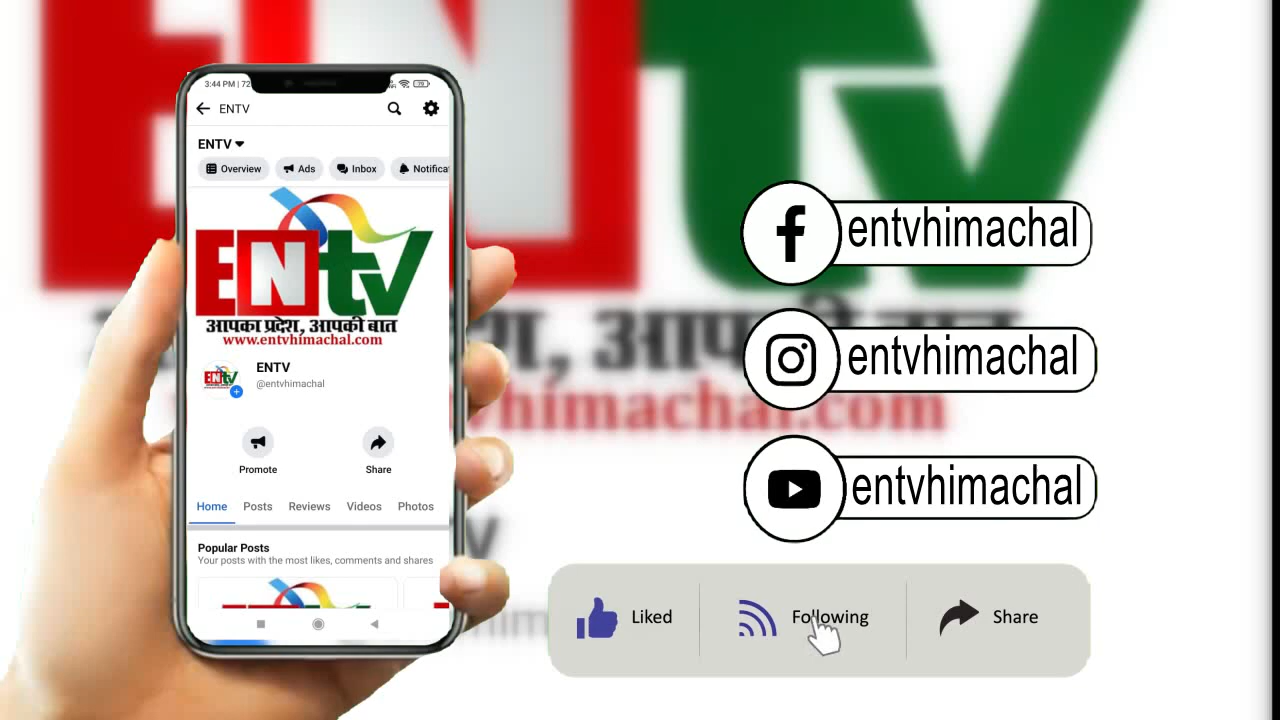 3:44 PM | 72
ENTV
ENTV
Overview
Ads
Inbox
Notifica
ENtv
आपका प्रदेश, आपकी बात
www.entvhimachal.com
ENTV
@entvhimachal
Promote
Share
Home
Posts
Reviews
Videos
Photos
Popular Posts
Your posts with the most likes, comments and shares
entvhimachal
entvhimachal
entvhimachal
Liked
Following
Share